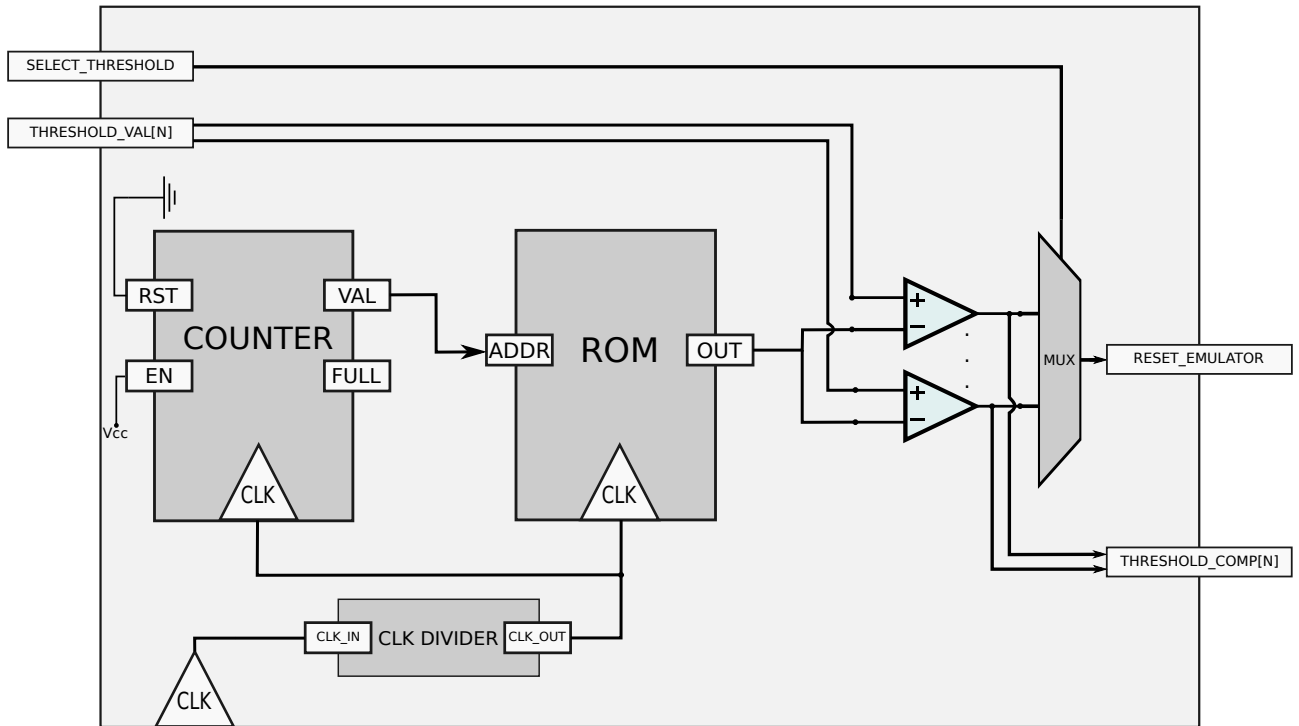 SELECT_THRESHOLD
THRESHOLD_VAL[N]
RST
VAL
COUNTER
EN
FULL
Vcc
CLK
ADDR
ROM
OUT
CLK
+
−
+
−
MUX
RESET_EMULATOR
THRESHOLD_COMP[N]
CLK_IN
CLK DIVIDER
CLK_OUT
CLK